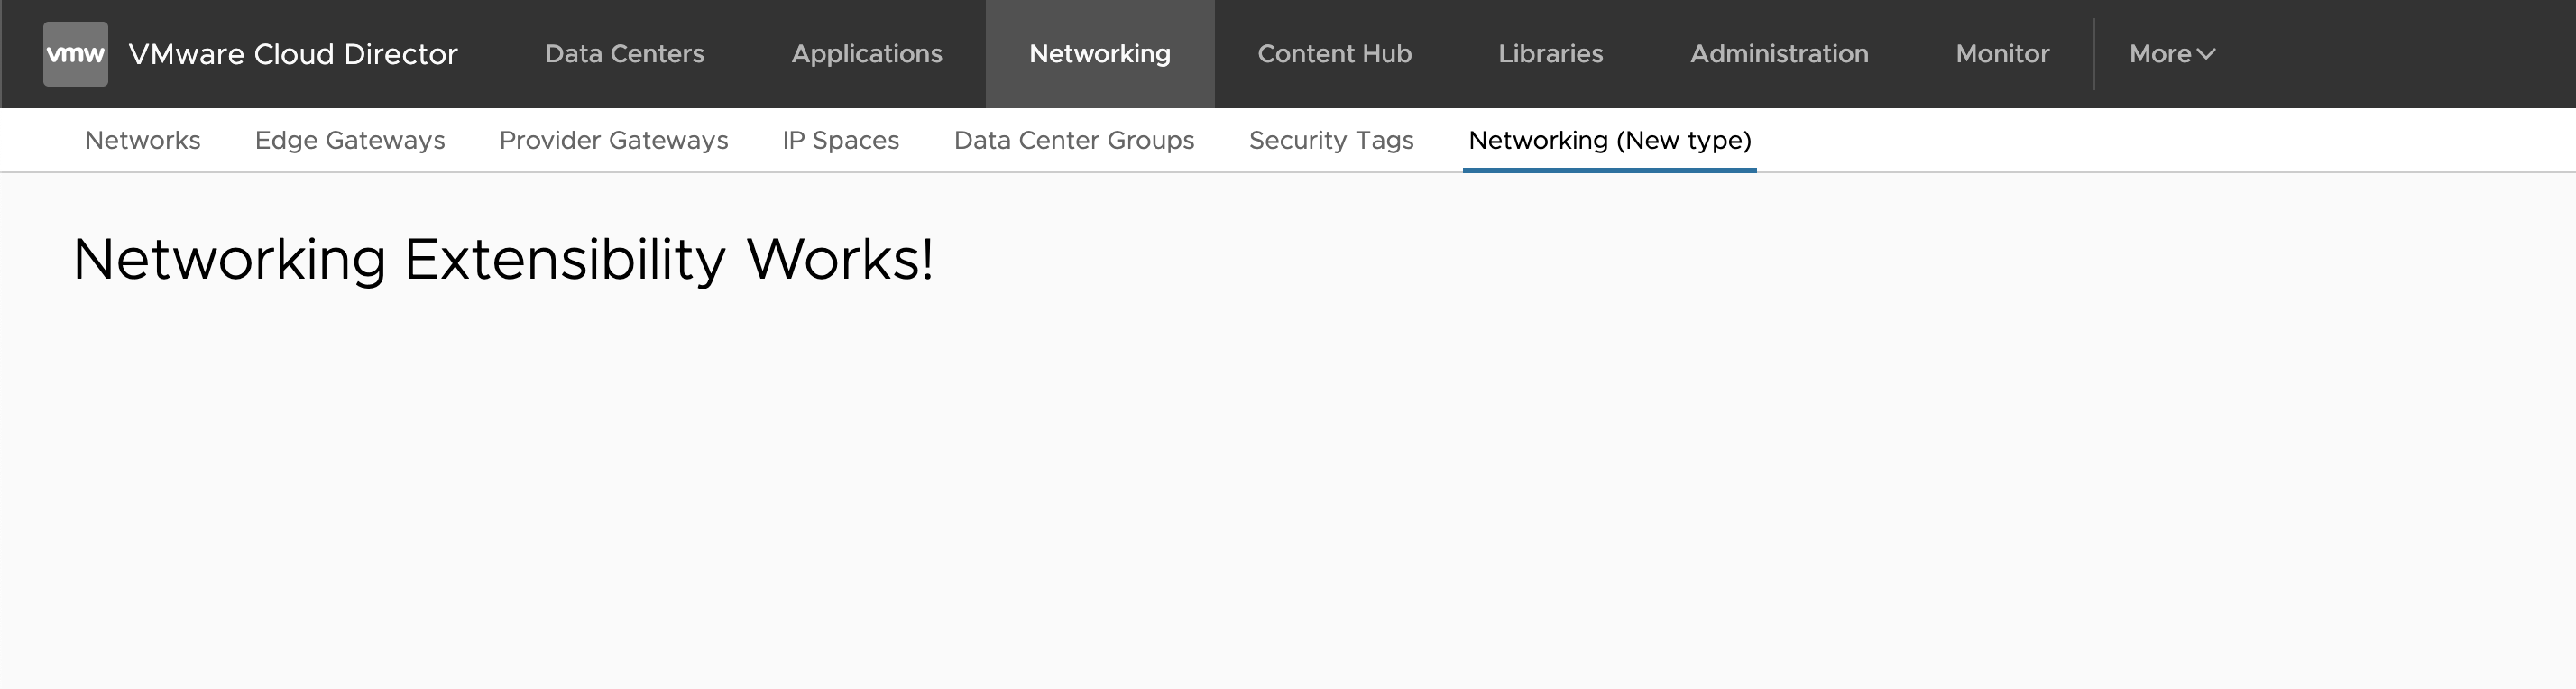 vmw VMware Cloud Director Data Centers Applications Networking Content Hub Libraries Administration Monitor More
Networks Edge Gateways Provider Gateways IP Spaces Data Center Groups Security Tags Networking (New type)
Networking Extensibility Works!